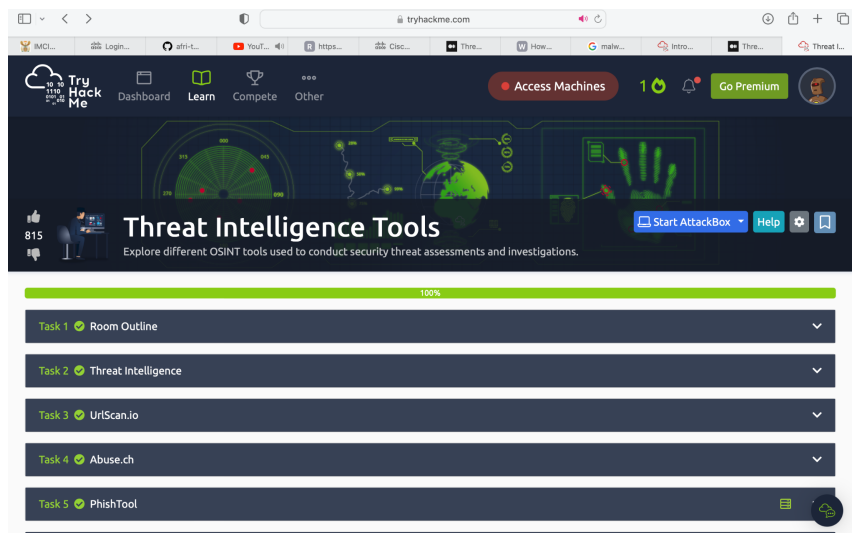 tryhackme.com
IMCI...
Login...
afri-t...
YouT...
R https...
Cisc...
Thre...
W How...
G malw...
Intro...
Thre...
Threat I...
Try
Hack
Me
Dashboard
Learn
Compete
Other
Access Machines
1
Go Premium
815
Threat Intelligence Tools
Explore different OSINT tools used to conduct security threat assessments and investigations.
Start AttackBox
Help
100%
Task 1 Room Outline
Task 2 Threat Intelligence
Task 3 UrlScan.io
Task 4 Abuse.ch
Task 5 PhishTool